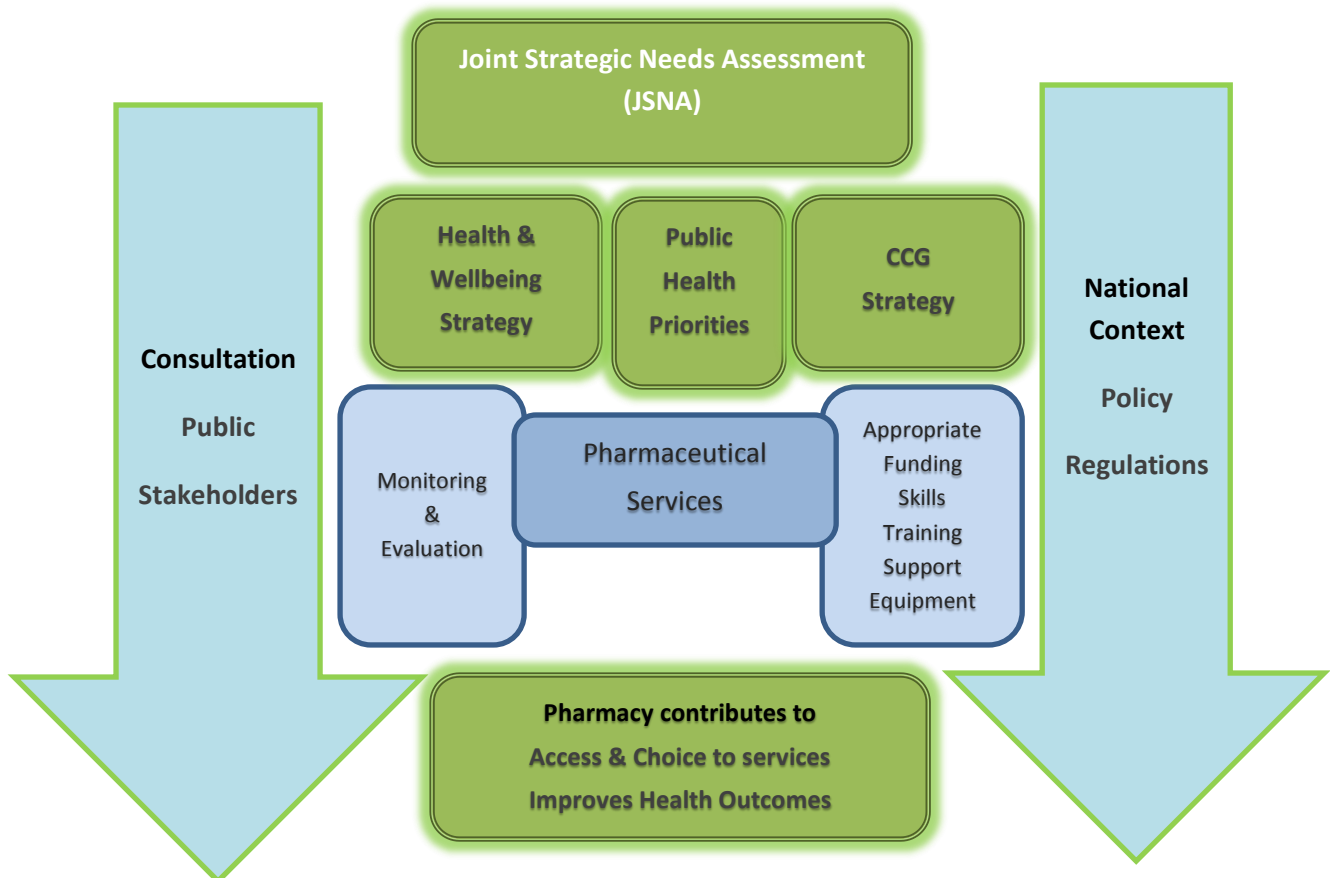 Joint Strategic Needs Assessment
(JSNA)
Health &
Wellbeing
Strategy
Public
Health
Priorities
CCG
Strategy
Consultation
Public
Stakeholders
National
Context
Policy
Regulations
Monitoring
&
Evaluation
Pharmaceutical
Services
Appropriate
Funding
Skills
Training
Support
Equipment
Pharmacy contributes to
Access & Choice to services
Improves Health Outcomes